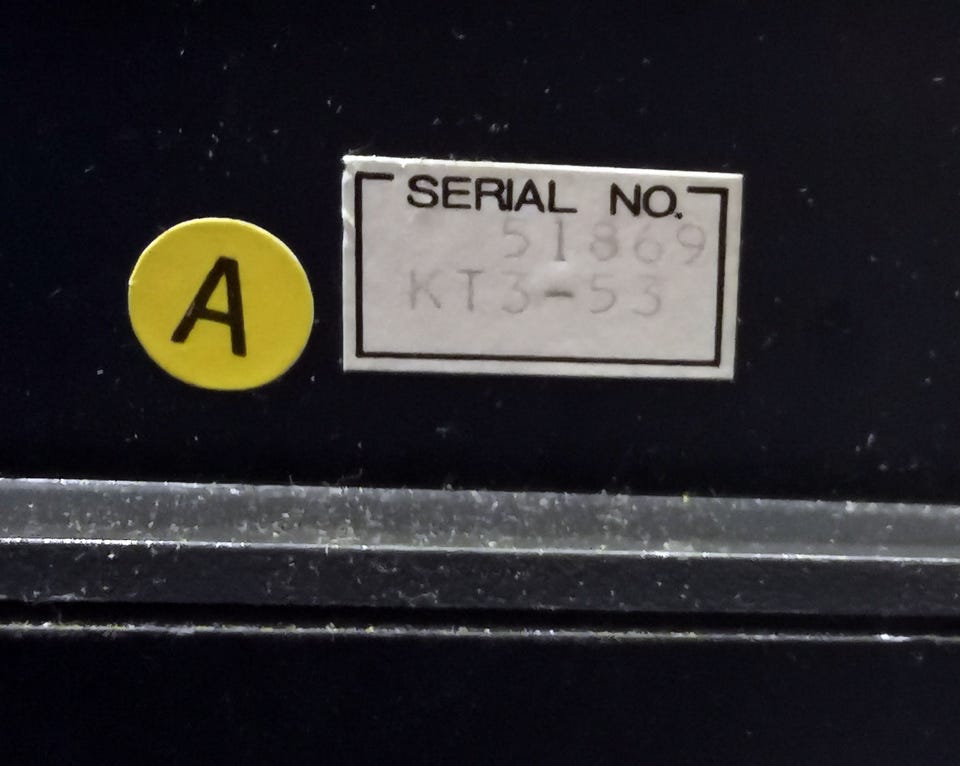 A
SERIAL NO.
51869
KT3-53